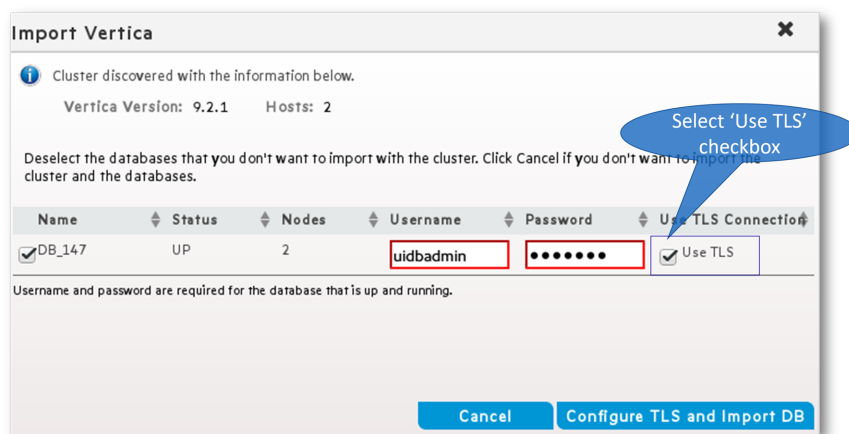 Import Vertica
Cluster discovered with the information below.
Vertica Version: 9.2.1 Hosts: 2
Select ‘Use TLS’
checkbox
Deselect the databases that you don't want to import with the cluster. Click Cancel if you don't want to import the
cluster and the databases.
Name Status Nodes Username Password Use TLS Connection
DB_147 UP 2 uidbadmin ●●●●●●● Use TLS
Username and password are required for the database that is up and running.
Cancel Configure TLS and Import DB